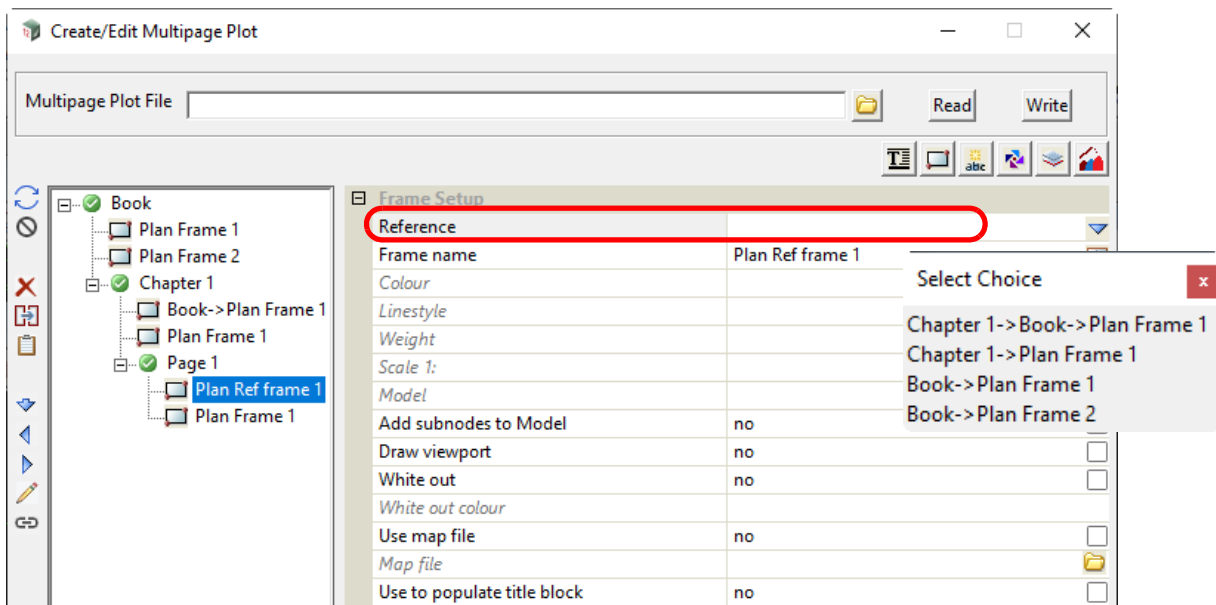 Create/Edit Multipage Plot
Multipage Plot File
Read
Write
T
abc
Book
Plan Frame 1
Plan Frame 2
Chapter 1
Book->Plan Frame 1
Plan Frame 1
Page 1
Plan Ref frame 1
Plan Frame 1
Frame Setup
Reference
Frame name Plan Ref frame 1
Colour
Linestyle
Weight
Scale 1:
Model
Add subnodes to Model no
Draw viewport no
White out no
White out colour
Use map file no
Map file
Use to populate title block no
Select Choice
x
Chapter 1->Book->Plan Frame 1
Chapter 1->Plan Frame 1
Book->Plan Frame 1
Book->Plan Frame 2